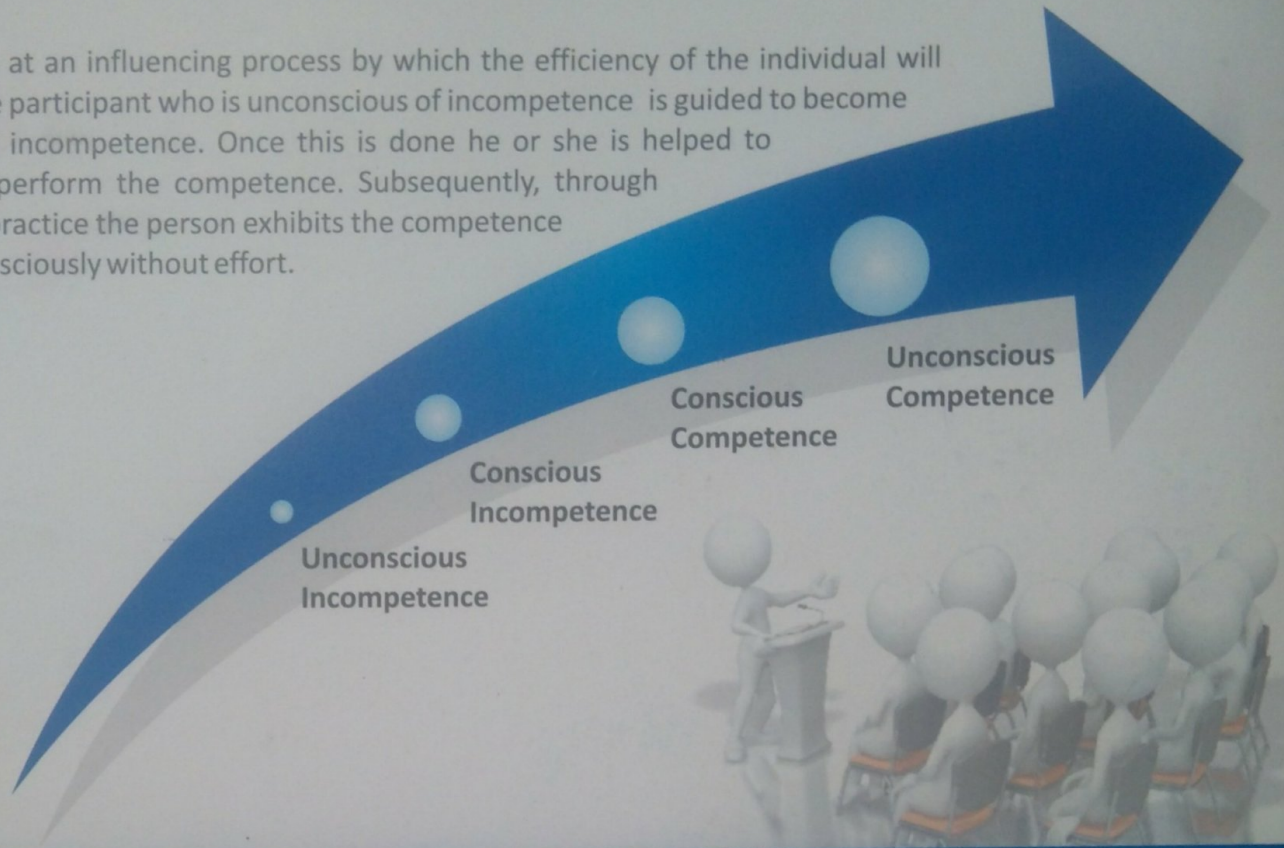 at an influencing process by which the efficiency of the individual will
participant who is unconscious of incompetence is guided to become
incompetence. Once this is done he or she is helped to
perform the competence. Subsequently, through
ractice the person exhibits the competence
sciously without effort.
Unconscious
Competence
Conscious
Competence
Conscious
Incompetence
Unconscious
Incompetence